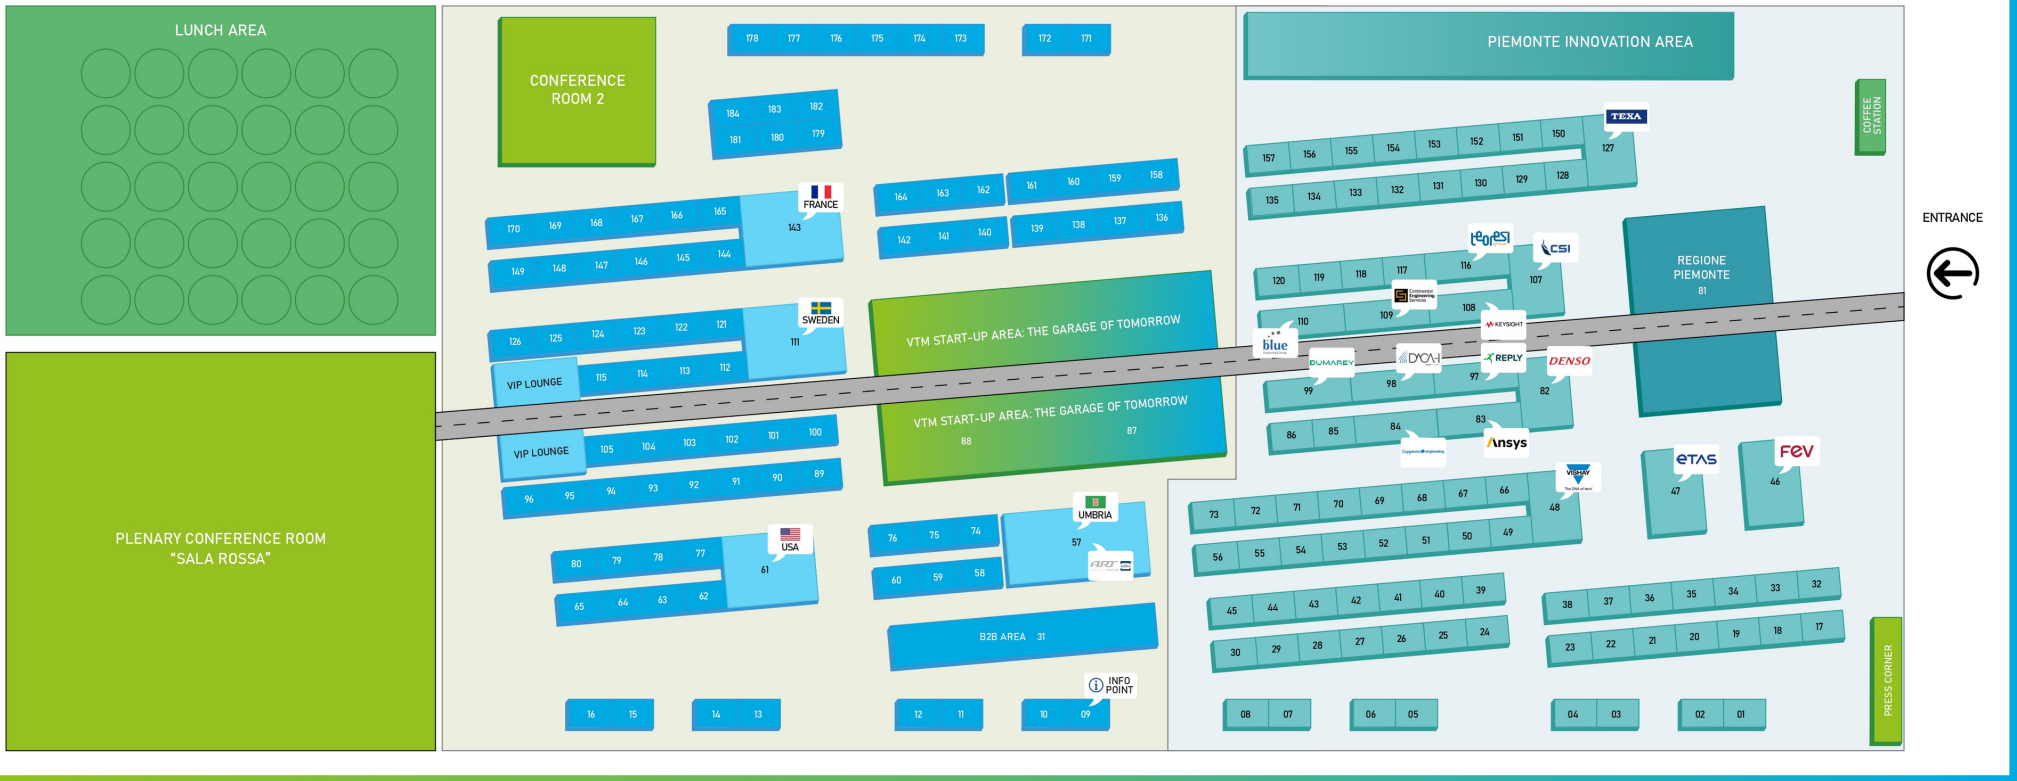 LUNCH AREA
PLENARY CONFERENCE ROOM
“SALA ROSSA”
CONFERENCE
ROOM 2
178 177 176 175 174 173
172 171
184 183 182
181 180 179
FRANCE
143
170 169 168 167 166 165
149 148 147 146 145 144
164 163 162 161 160 159 158
142 141 140 139 138 137 136
SWEDEN
111
126 125 124 123 122 121
VIP LOUNGE 115 114 113 112
VIP LOUNGE 105 104 103 102 101 100
96 95 94 93 92 91 90 89
VTM START-UP AREA: THE GARAGE OF TOMORROW
VTM START-UP AREA: THE GARAGE OF TOMORROW
88 87
USA
61
80 79 78 77
65 64 63 62
UMBRIA
57
ART
76 75 74
60 59 58
B2B AREA 31
INFO
POINT
16 15
14 13
12 11
10 09
PIEMONTE INNOVATION AREA
COFFEE
STATION
TEXA
157 156 155 154 153 152 151 150
127
135 134 133 132 131 130 129 128
teoresi
CSI
120 119 118 117 116
107
Continental
Engineering
Services
110 109 108
blue
KEYSIGHT
DUMAREY
REPLY
DENSO
99 98 97
82
86 85 84 83
Capgemini engineering
Ansys
REGIONE
PIEMONTE
81
ENTRANCE
VISHAY
The DNA of tech
73 72 71 70 69 68 67 66
48
56 55 54 53 52 51 50 49
ETAS
47
FEV
46
45 44 43 42 41 40 39
30 29 28 27 26 25 24
38 37 36 35 34 33 32
23 22 21 20 19 18 17
08 07
06 05
04 03
02 01
PRESS CORNER